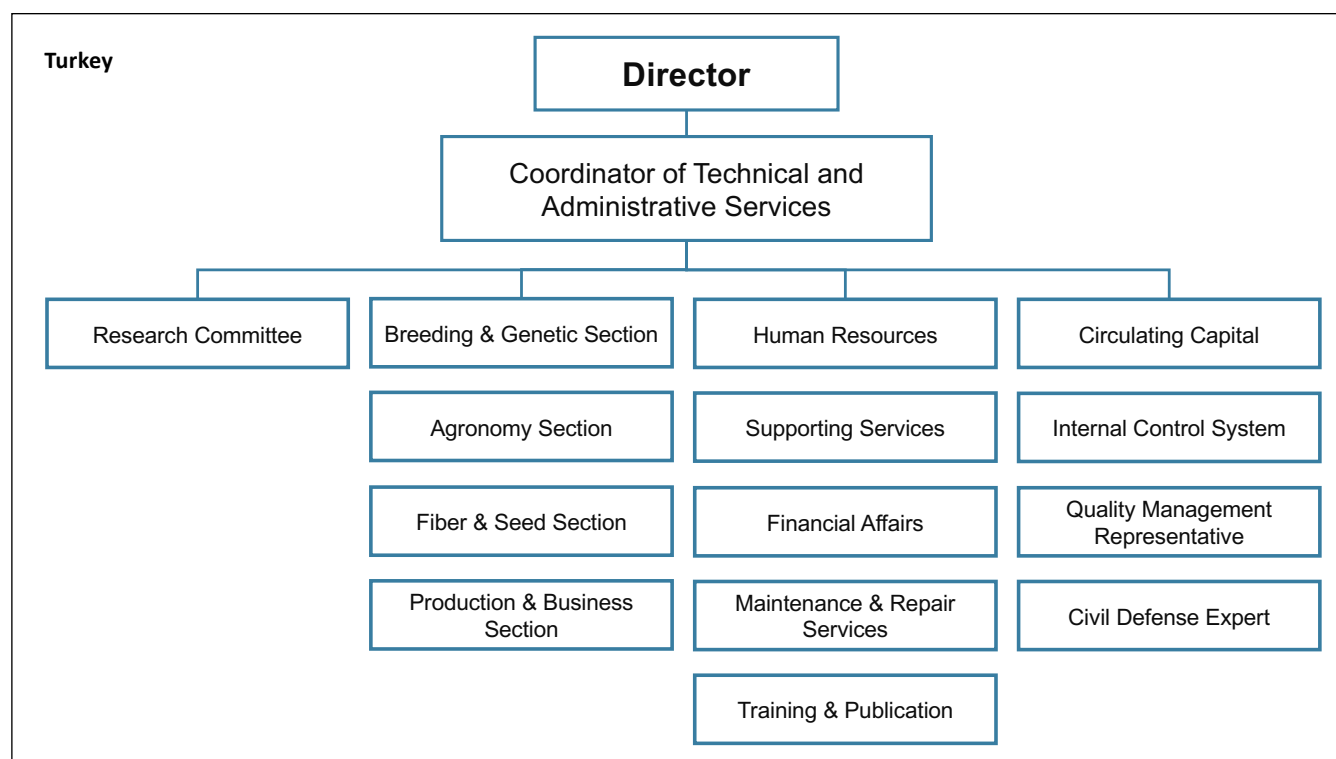 Turkey
Director
Coordinator of Technical and
Administrative Services
Research Committee
Breeding & Genetic Section
Human Resources
Circulating Capital
Agronomy Section
Supporting Services
Internal Control System
Fiber & Seed Section
Financial Affairs
Quality Management
Representative
Production & Business
Section
Maintenance & Repair
Services
Civil Defense Expert
Training & Publication